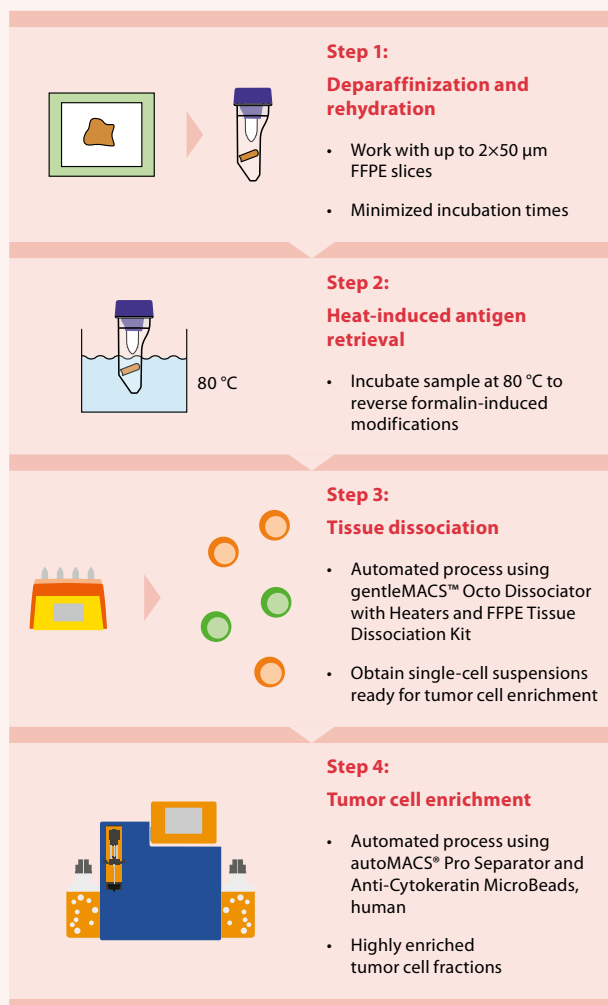 Step 1:
Deparaffinization and
rehydration
• Work with up to 2×50 µm
FFPE slices
• Minimized incubation times
Step 2:
Heat-induced antigen
retrieval
80 °C
• Incubate sample at 80 °C to
reverse formalin-induced
modifications
Step 3:
Tissue dissociation
• Automated process using
gentleMACS™ Octo Dissociator
with Heaters and FFPE Tissue
Dissociation Kit
• Obtain single-cell suspensions
ready for tumor cell enrichment
Step 4:
Tumor cell enrichment
• Automated process using
autoMACS® Pro Separator and
Anti-Cytokeratin MicroBeads,
human
• Highly enriched
tumor cell fractions